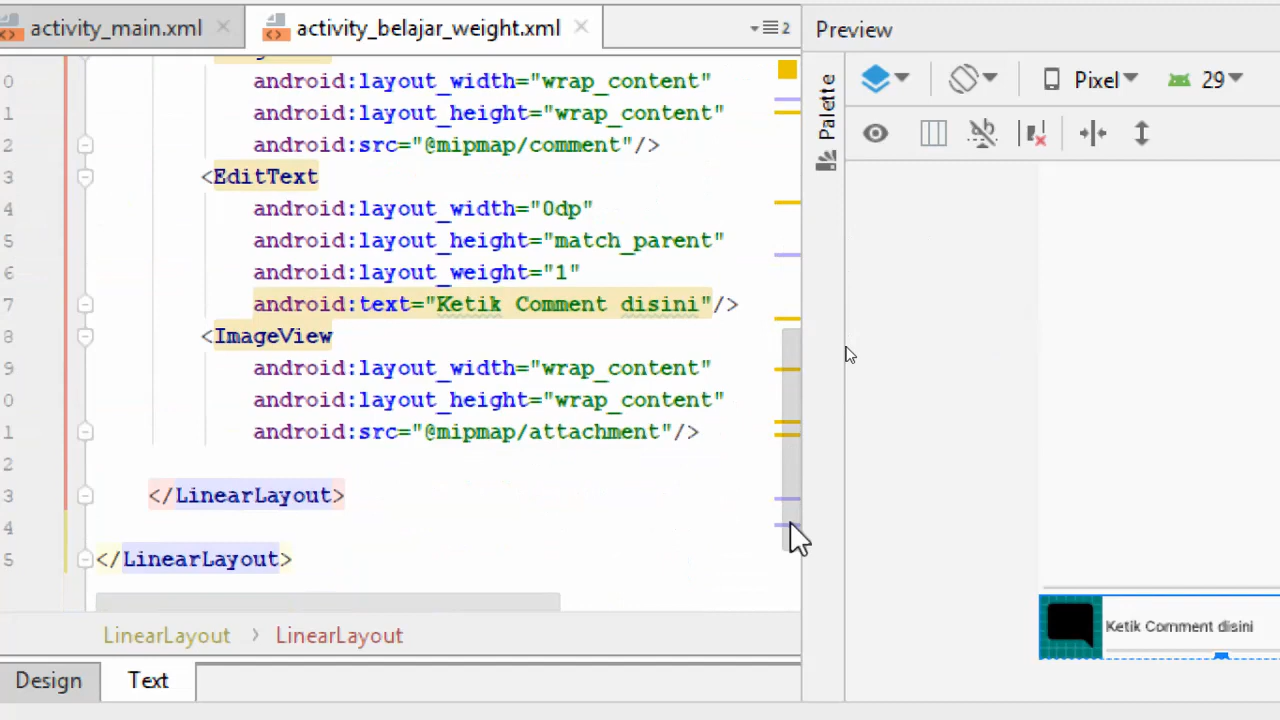 activity_main.xml
activity_belajar_weight.xml
2
Preview
0 android:layout_width="wrap_content"
1 android:layout_height="wrap_content"
2 android:src="@mipmap/comment"/>
3 <EditText
4 android:layout_width="0dp"
5 android:layout_height="match_parent"
6 android:layout_weight="1"
7 android:text="Ketik Comment disini"/>
8 <ImageView
9 android:layout_width="wrap_content"
0 android:layout_height="wrap_content"
1 android:src="@mipmap/attachment"/>
2
3 </LinearLayout>
4
5 </LinearLayout>
LinearLayout > LinearLayout
Design
Text
Palette
Pixel
29
Ketik Comment disini